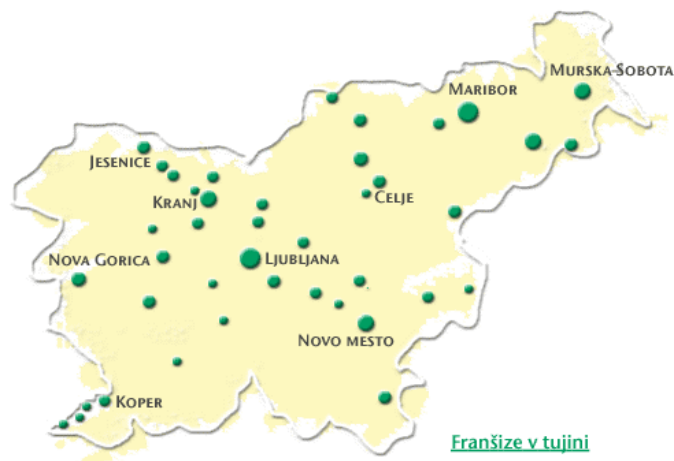 Murska Sobota
Maribor
Jesenice
Kranj
Celje
Nova Gorica
Ljubljana
Novo mesto
Koper
Franšize v tujini